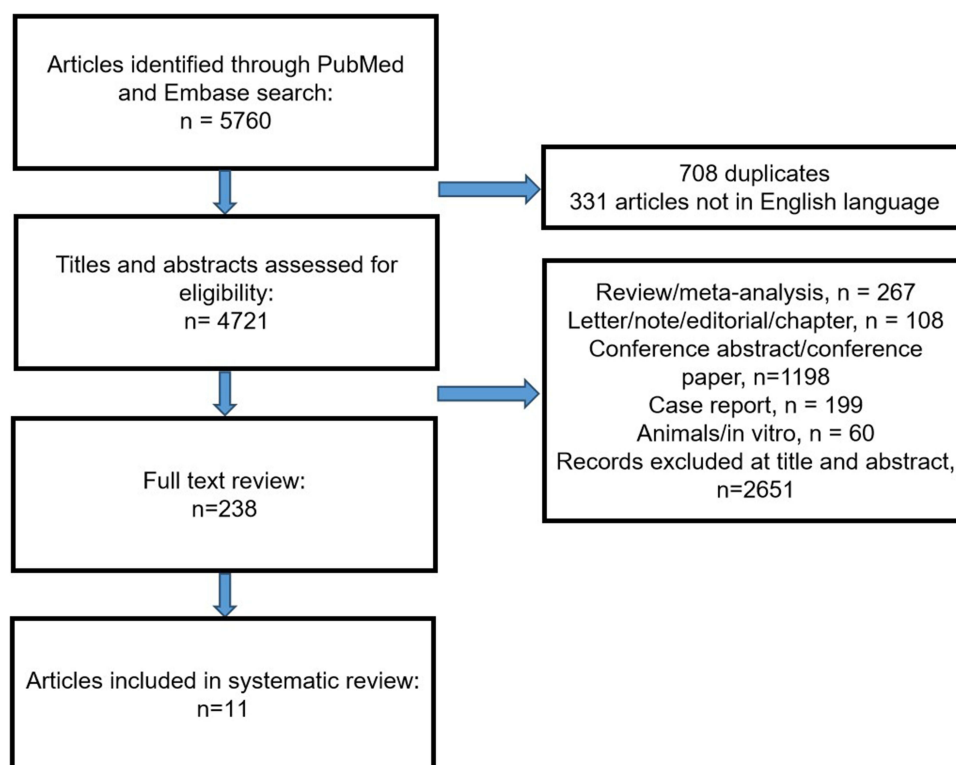 Articles identified through PubMed
and Embase search:
n = 5760
708 duplicates
331 articles not in English language
Titles and abstracts assessed for
eligibility:
n= 4721
Review/meta-analysis, n = 267
Letter/note/editorial/chapter, n = 108
Conference abstract/conference
paper, n=1198
Case report, n = 199
Animals/in vitro, n = 60
Records excluded at title and abstract,
n=2651
Full text review:
n=238
Articles included in systematic review:
n=11